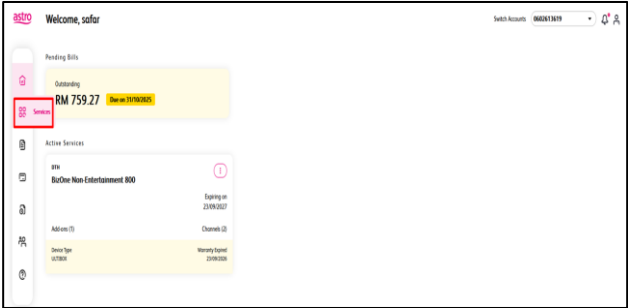 astro
Welcome, safar
Switch Accounts
0602613619
Pending Bills
Outstanding
RM 759.27
Due on 31/10/2025
Services
Active Services
OTH
BizOne Non-Entertainment 800
Expiring on
23/09/2027
Add-ons (1)
Channels (2)
Device Type
ULTIBOX
Warranty Expired
23/09/2026